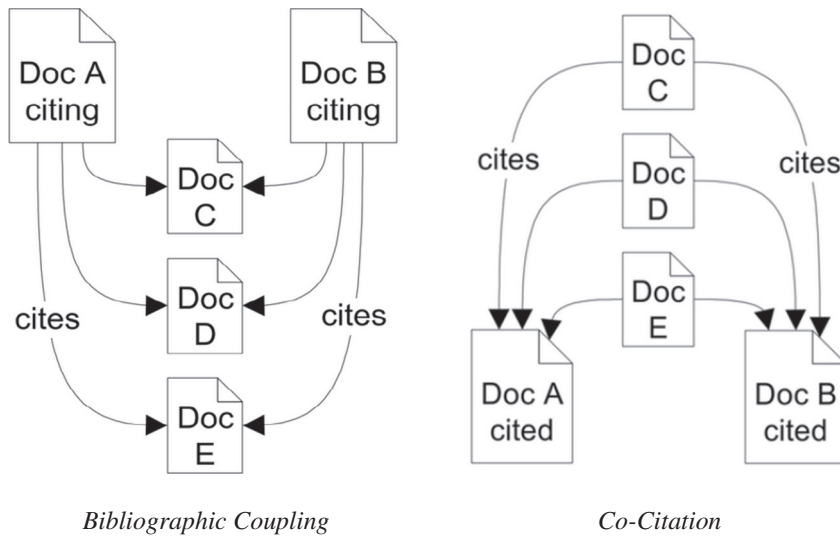 Doc A
citing
Doc B
citing
Doc
C
Doc
D
Doc
E
cites
cites
Bibliographic Coupling
Doc
C
Doc
D
Doc
E
cites
cites
Doc A
cited
Doc B
cited
Co-Citation